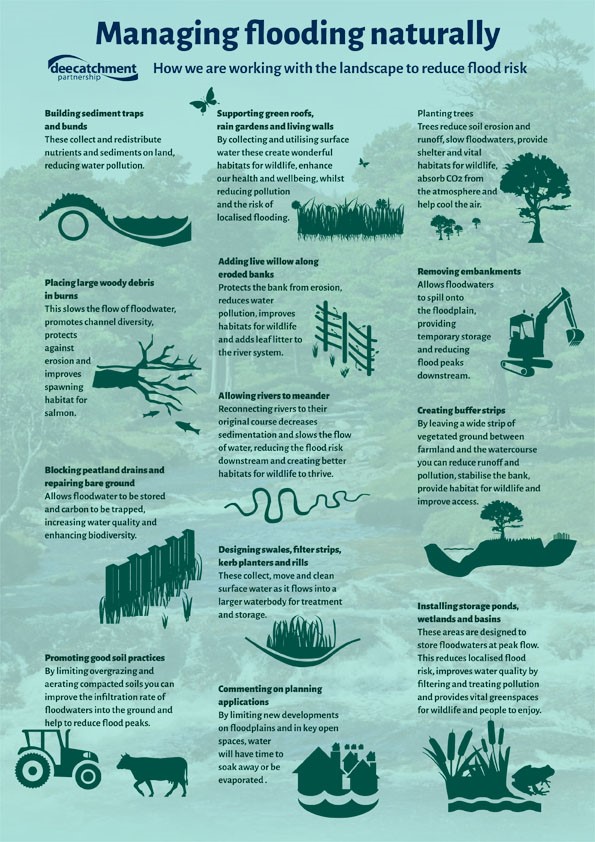 Managing flooding naturally
deecatchment
partnership
How we are working with the landscape to reduce flood risk
Building sediment traps
and bunds
These collect and redistribute
nutrients and sediments on land,
reducing water pollution.
Placing large woody debris
in burns
This slows the flow of floodwater,
promotes channel diversity,
protects
against
erosion and
improves
spawning
habitat for
salmon.
Blocking peatland drains and
repairing bare ground
Allows floodwater to be stored
and carbon to be trapped,
increasing water quality and
enhancing biodiversity.
Promoting good soil practices
By limiting overgrazing and
aerating compacted soils you can
improve the infiltration rate of
floodwaters into the ground and
help to reduce flood peaks.
Supporting green roofs,
rain gardens and living walls
By collecting and utilising surface
water these create wonderful
habitats for wildlife, enhance
our health and wellbeing, whilst
reducing pollution
and the risk of
localised flooding.
Adding live willow along
eroded banks
Protects the bank from erosion,
reduces water
pollution, improves
habitats for wildlife
and adds leaf litter to
the river system.
Allowing rivers to meander
Reconnecting rivers to their
original course decreases
sedimentation and slows the flow
of water, reducing the flood risk
downstream and creating better
habitats for wildlife to thrive.
Designing swales, filter strips,
kerb planters and rills
These collect, move and clean
surface water as it flows into a
larger waterbody for treatment
and storage.
Commenting on planning
applications
By limiting new developments
on floodplains and in key open
spaces, water
will have time to
soak away or be
evaporated .
Planting trees
Trees reduce soil erosion and
runoff, slow floodwaters, provide
shelter and vital
habitats for wildlife,
absorb CO2 from
the atmosphere and
help cool the air.
Removing embankments
Allows floodwaters
to spill onto
the floodplain,
providing
temporary storage
and reducing
flood peaks
downstream.
Creating buffer strips
By leaving a wide strip of
vegetated ground between
farmland and the watercourse
you can reduce runoff and
pollution, stabilise the bank,
provide habitat for wildlife and
improve access.
Installing storage ponds,
wetlands and basins
These areas are designed to
store floodwaters at peak flow.
This reduces localised flood
risk, improves water quality by
filtering and treating pollution
and provides vital greenspaces
for wildlife and people to enjoy.